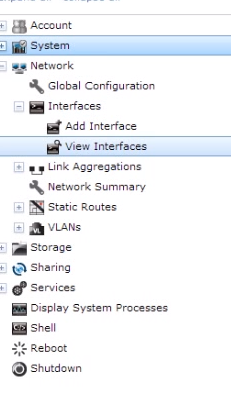 Account
System
Network
Global Configuration
Interfaces
Add Interface
View Interfaces
Link Aggregations
Network Summary
Static Routes
VLANs
Storage
Sharing
Services
Display System Processes
Shell
Reboot
Shutdown